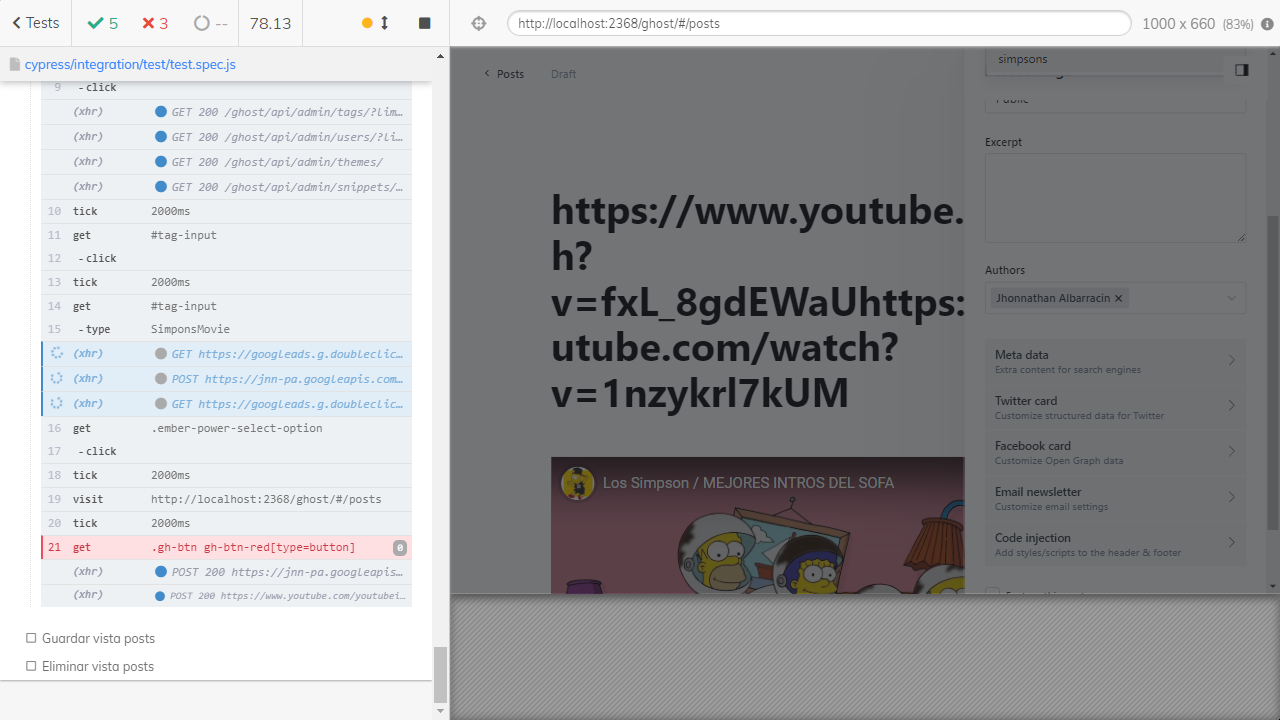 Tests
5
3
--
78.13
http://localhost:2368/ghost/#/posts
1000 x 660 (83%)
cypress/integration/test/test.spec.js
9 -click
(xhr) GET 200 /ghost/api/admin/tags/?lim…
(xhr) GET 200 /ghost/api/admin/users/?li…
(xhr) GET 200 /ghost/api/admin/themes/
(xhr) GET 200 /ghost/api/admin/snippets/…
10 tick 2000ms
11 get #tag-input
12 -click
13 tick 2000ms
14 get #tag-input
15 -type SimponsMovie
(xhr) GET https://googleads.g.doubleclic…
(xhr) POST https://jnn-pa.googleapis.com…
(xhr) GET https://googleads.g.doubleclic…
16 get .ember-power-select-option
17 -click
18 tick 2000ms
19 visit http://localhost:2368/ghost/#/posts
20 tick 2000ms
21 get .gh-btn gh-btn-red[type=button] 0
(xhr) POST 200 https://jnn-pa.googleapis…
(xhr) POST 200 https://www.youtube.com/youtubei…
Guardar vista posts
Eliminar vista posts
Posts
Draft
https://www.youtube.
h?
v=fxL_8gdEWaUhttps:
utube.com/watch?
v=1nzykrl7kUM
Los Simpson / MEJORES INTROS DEL SOFA
simpsons
Public
Excerpt
Authors
Jhonnathan Albarracin ×
Meta data
Extra content for search engines
Twitter card
Customize structured data for Twitter
Facebook card
Customize Open Graph data
Email newsletter
Customize email settings
Code injection
Add styles/scripts to the header & footer